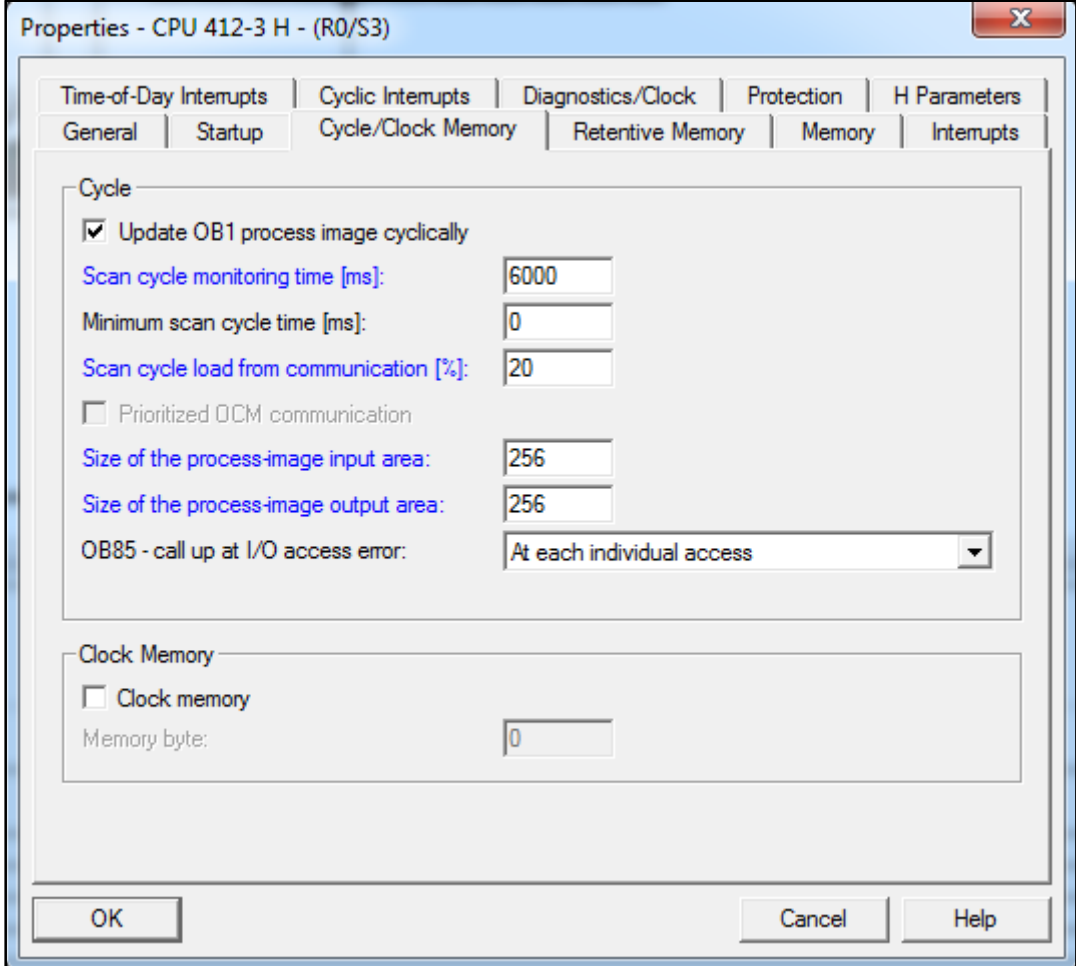 Properties - CPU 412-3 H - (R0/S3)
Time-of-Day Interrupts Cyclic Interrupts Diagnostics/Clock Protection H Parameters
General Startup Cycle/Clock Memory Retentive Memory Memory Interrupts
Cycle
Update OB1 process image cyclically
Scan cycle monitoring time [ms]: 6000
Minimum scan cycle time [ms]: 0
Scan cycle load from communication [%]: 20
Prioritized OCM communication
Size of the process-image input area: 256
Size of the process-image output area: 256
OB85 - call up at I/O access error: At each individual access
Clock Memory
Clock memory
Memory byte: 0
OK Cancel Help